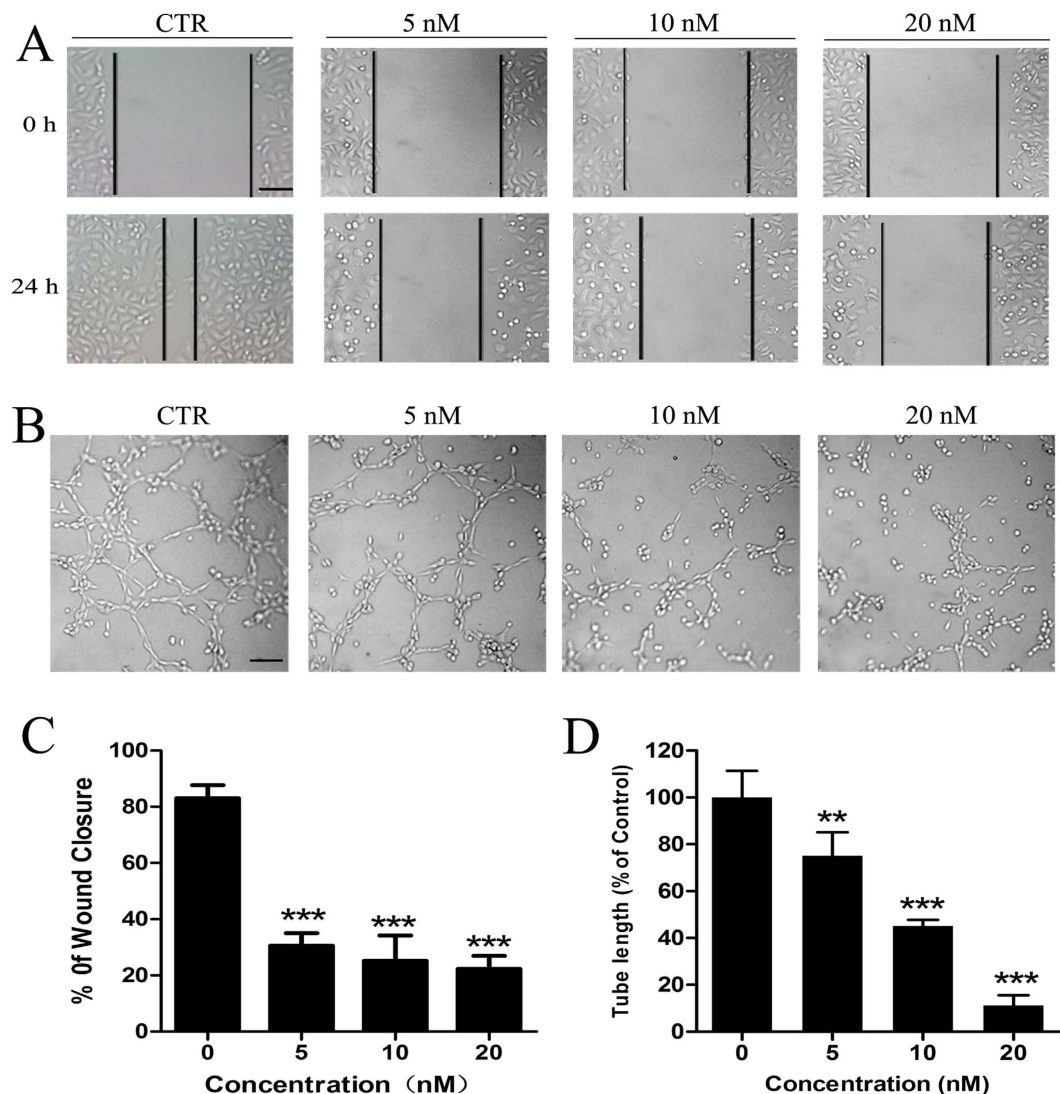 A
CTR 5 nM 10 nM 20 nM
0 h
24 h
B
CTR 5 nM 10 nM 20 nM
C
% 0f Wound Closure
100
80
60
40
20
0
*** *** ***
0 5 10 20
Concentration（nM）
D
Tube length (% of Control)
120
100
80
60
40
20
0
** *** ***
0 5 10 20
Concentration (nM)